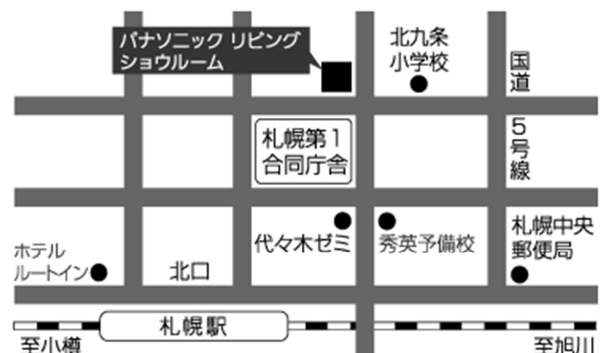 パナソニック リビング
ショウルーム
北九条
小学校
国道
5号線
札幌第1
合同庁舎
代々木ゼミ
秀英予備校
札幌中央
郵便局
ホテル
ルートイン
北口
札幌駅
至小樽
至旭川